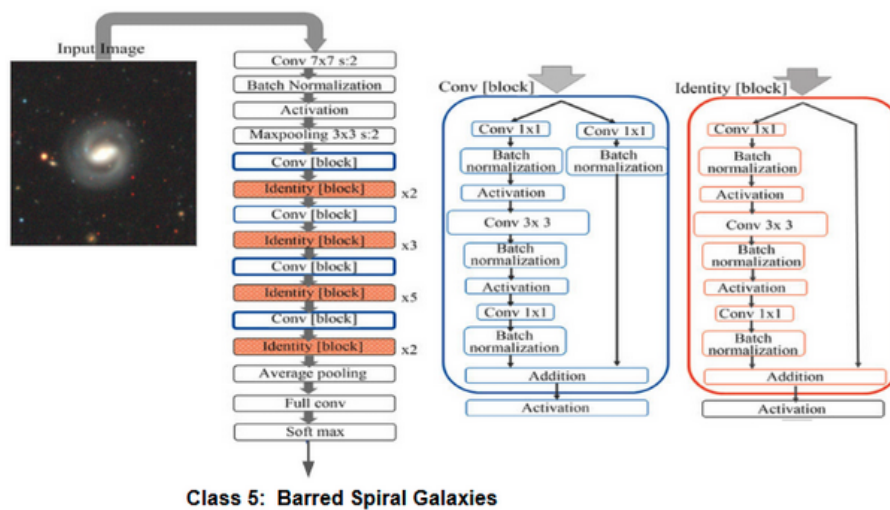 Input Image
Conv 7x7 s:2
Batch Normalization
Activation
Maxpooling 3x3 s:2
Conv [block]
Identity [block] x2
Conv [block]
Identity [block] x3
Conv [block]
Identity [block] x5
Conv [block]
Identity [block] x2
Average pooling
Full conv
Soft max
Class 5: Barred Spiral Galaxies
Conv [block]
Conv 1x1
Batch
normalization
Activation
Conv 3x 3
Batch
normalization
Activation
Conv 1x1
Batch
normalization
Conv 1x1
Batch
normalization
Addition
Activation
Identity [block]
Conv 1x1
Batch
normalization
Activation
Conv 3x 3
Batch
normalization
Activation
Conv 1x1
Batch
normalization
Addition
Activation